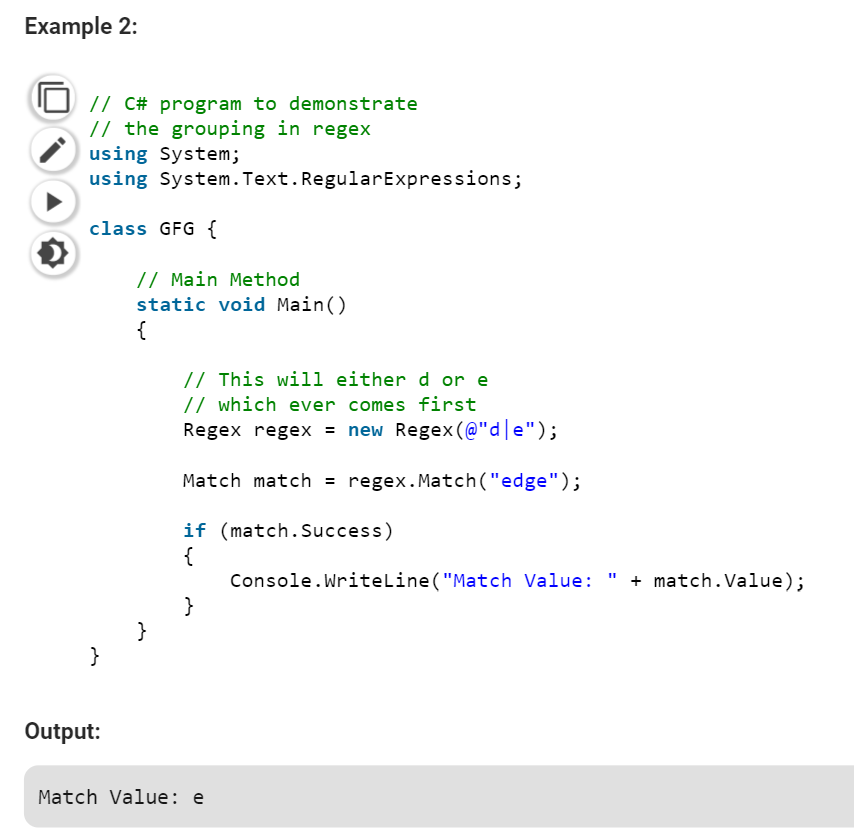 Example 2:
// C# program to demonstrate
// the grouping in regex
using System;
using System.Text.RegularExpressions;
class GFG {
// Main Method
static void Main()
{
// This will either d or e
// which ever comes first
Regex regex = new Regex(@"d|e");
Match match = regex.Match("edge");
if (match.Success)
{
Console.WriteLine("Match Value: " + match.Value);
}
}
}
Output:
Match Value: e